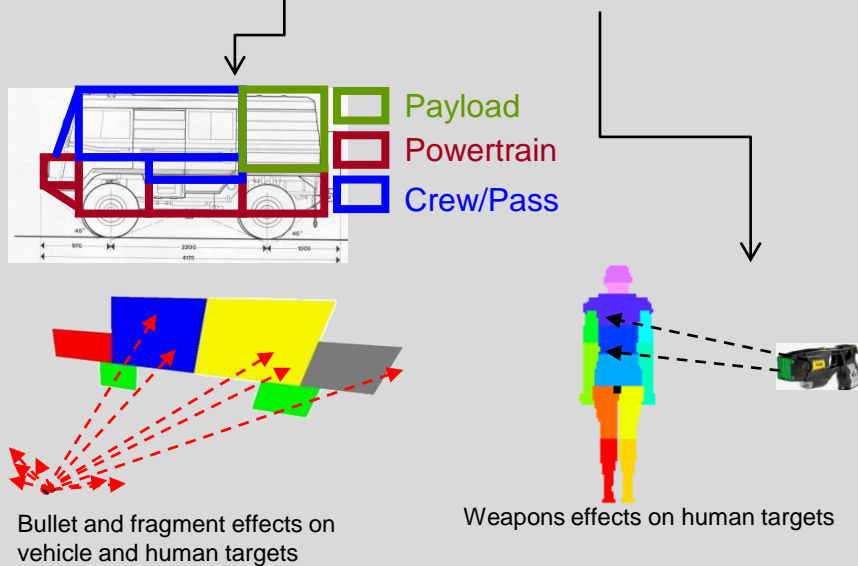 Payload
Powertrain
Crew/Pass
45°
45°
970
2200
1005
4175
Bullet and fragment effects on
vehicle and human targets
Weapons effects on human targets